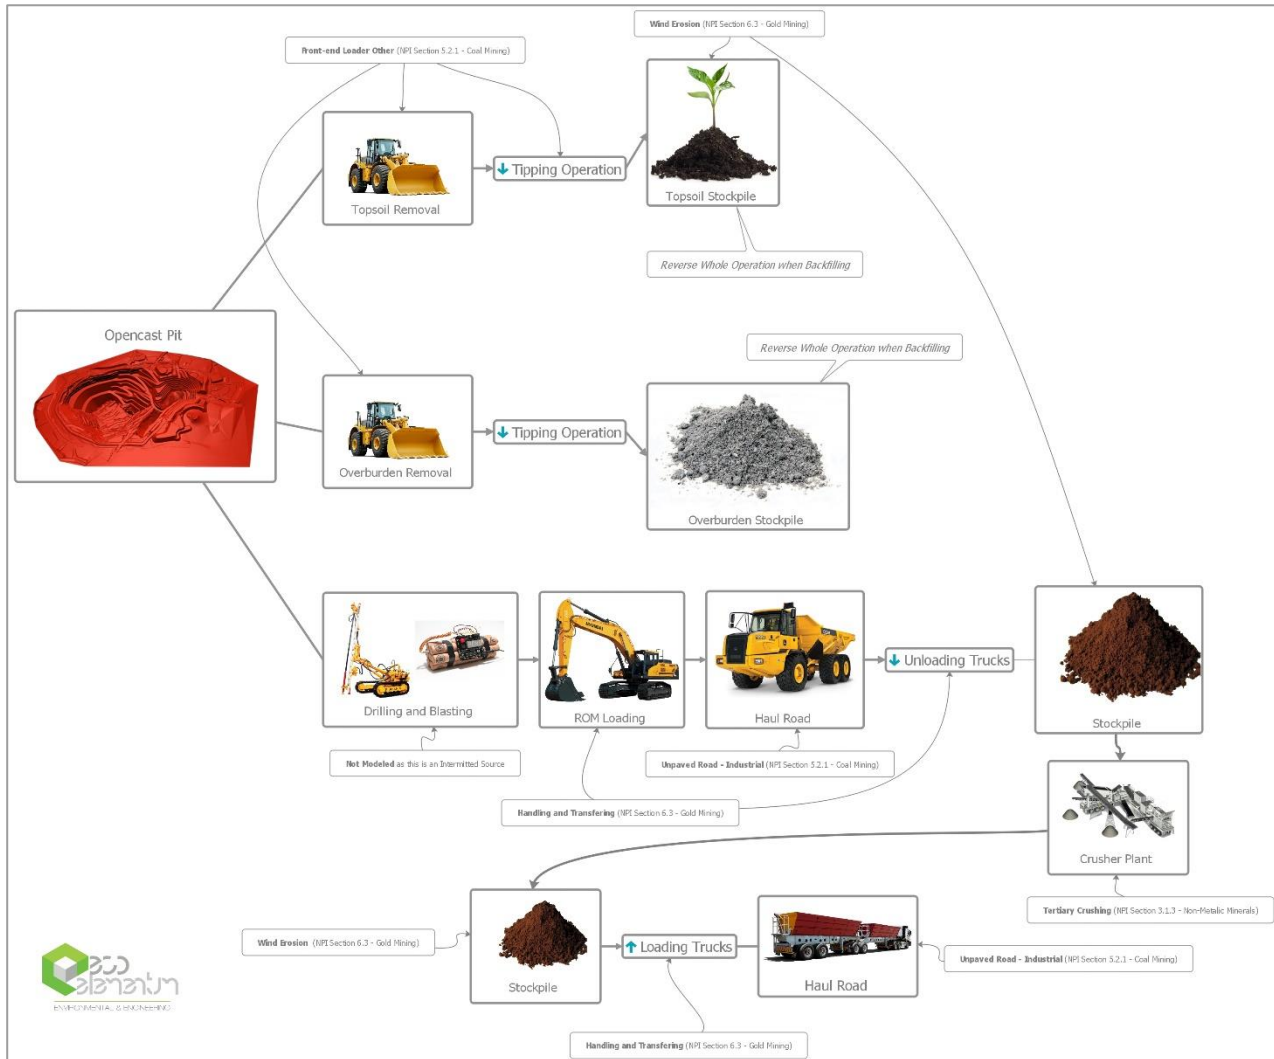 Wind Erosion (NPI Section 6.3 - Gold Mining)
Front-end Loader Other (NPI Section 5.2.1 - Coal Mining)
Topsoil Removal
Tipping Operation
Topsoil Stockpile
Reverse Whole Operation when Backfilling
Opencast Pit
Reverse Whole Operation when Backfilling
Overburden Removal
Tipping Operation
Overburden Stockpile
Drilling and Blasting
ROM Loading
Haul Road
Unloading Trucks
Stockpile
Not Modeled as this is an Intermitted Source
Unpaved Road - Industrial (NPI Section 5.2.1 - Coal Mining)
Handling and Transfering (NPI Section 6.3 - Gold Mining)
Crusher Plant
Tertiary Crushing (NPI Section 3.1.3 - Non-Metalic Minerals)
Wind Erosion (NPI Section 6.3 - Gold Mining)
Stockpile
Loading Trucks
Haul Road
Unpaved Road - Industrial (NPI Section 5.2.1 - Coal Mining)
Handling and Transfering (NPI Section 6.3 - Gold Mining)
eco
elementum
ENVIRONMENTAL & ENGINEERING